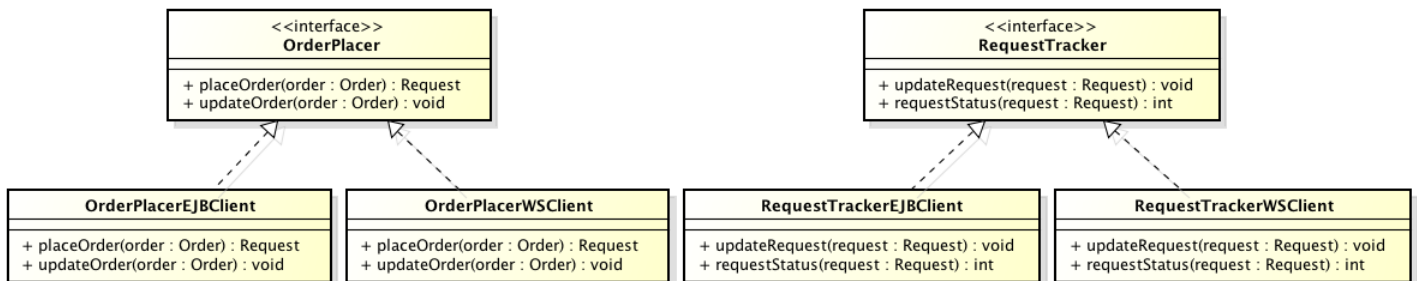 <<interface>>
OrderPlacer
+ placeOrder(order : Order) : Request
+ updateOrder(order : Order) : void
<<interface>>
RequestTracker
+ updateRequest(request : Request) : void
+ requestStatus(request : Request) : int
OrderPlacerEJBClient
+ placeOrder(order : Order) : Request
+ updateOrder(order : Order) : void
OrderPlacerWSClient
+ placeOrder(order : Order) : Request
+ updateOrder(order : Order) : void
RequestTrackerEJBClient
+ updateRequest(request : Request) : void
+ requestStatus(request : Request) : int
RequestTrackerWSClient
+ updateRequest(request : Request) : void
+ requestStatus(request : Request) : int